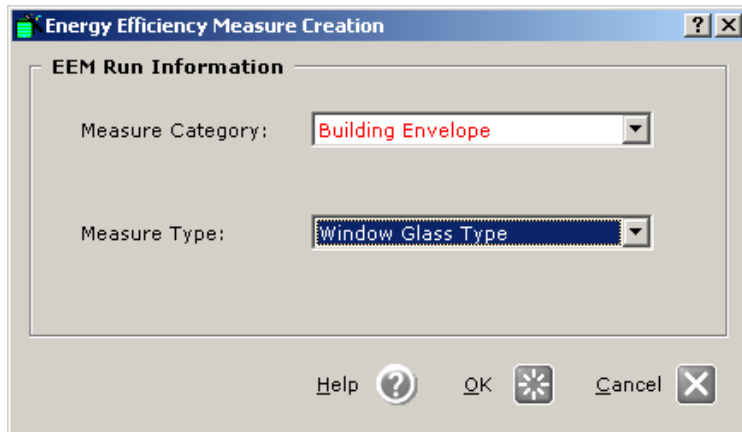 Energy Efficiency Measure Creation
EEM Run Information
Measure Category: Building Envelope
Measure Type: Window Glass Type
Help ? OK Cancel